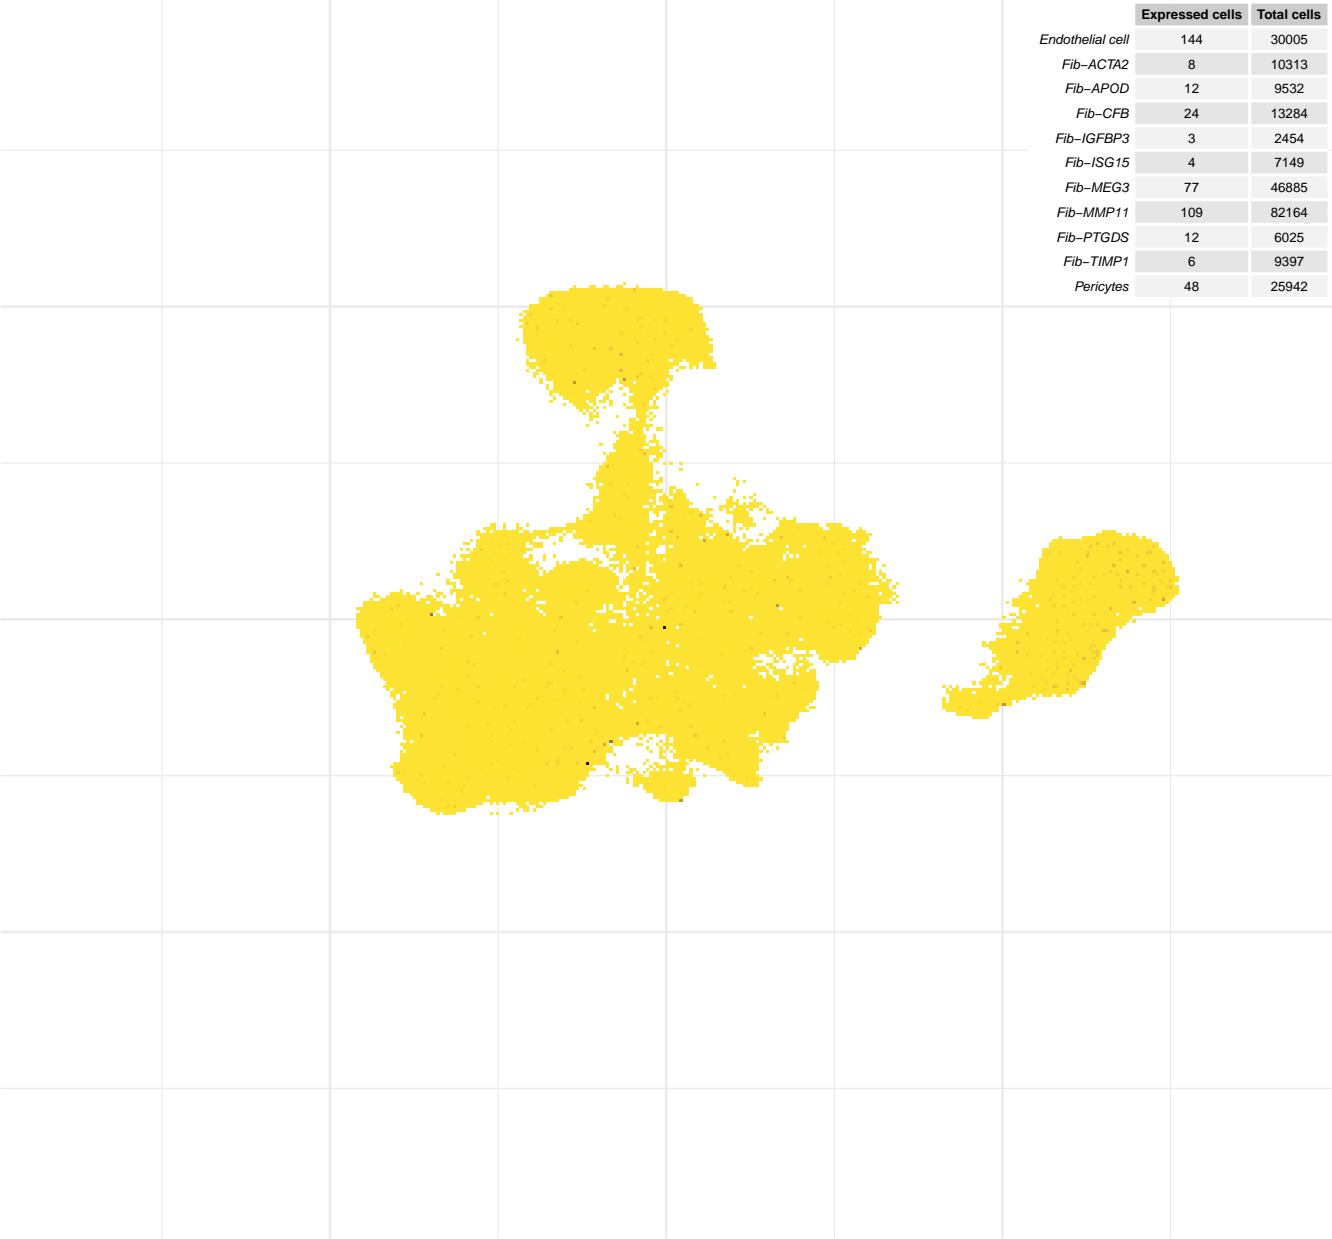 Expressed cells Total cells
Endothelial cell 144 30005
Fib−ACTA2 8 10313
Fib−APOD 12 9532
Fib−CFB 24 13284
Fib−IGFBP3 3 2454
Fib−ISG15 4 7149
Fib−MEG3 77 46885
Fib−MMP11 109 82164
Fib−PTGDS 12 6025
Fib−TIMP1 6 9397
Pericytes 48 25942